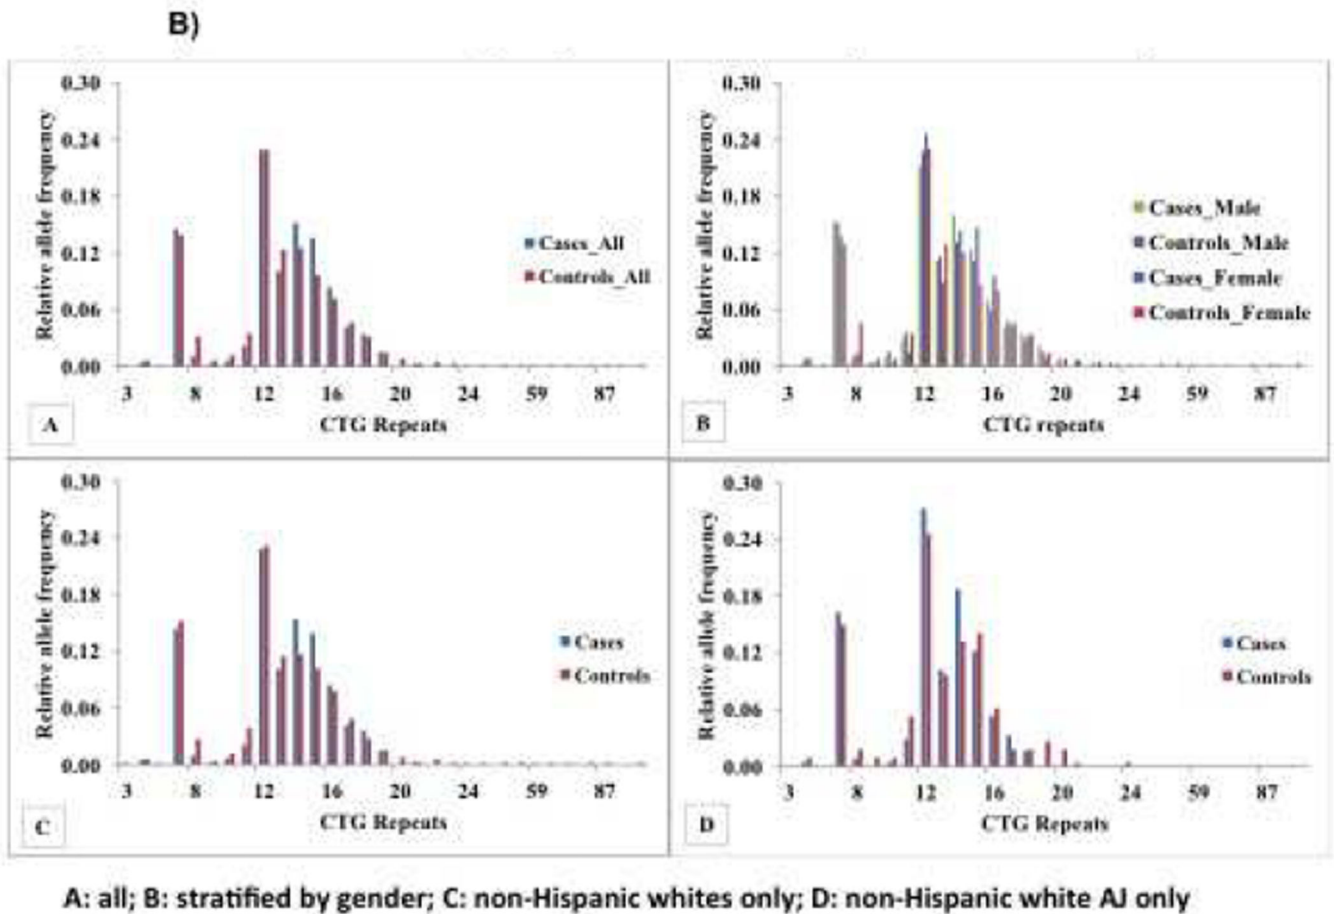 B)
0.30
0.24
0.18
0.12
0.06
0.00
Relative allele frequency
3 8 12 16 20 24 59 87
CTG Repeats
Cases_All
Controls_All
A
0.30
0.24
0.18
0.12
0.06
0.00
Relative allele frequency
3 8 12 16 20 24 59 87
CTG repeats
Cases_Male
Controls_Male
Cases_Female
Controls_Female
B
0.30
0.24
0.18
0.12
0.06
0.00
Relative allele frequency
3 8 12 16 20 24 59 87
CTG Repeats
Cases
Controls
C
0.30
0.24
0.18
0.12
0.06
0.00
Relative allele frequency
3 8 12 16 20 24 59 87
CTG Repeats
Cases
Controls
D
A: all; B: stratified by gender; C: non-Hispanic whites only; D: non-Hispanic white AJ only